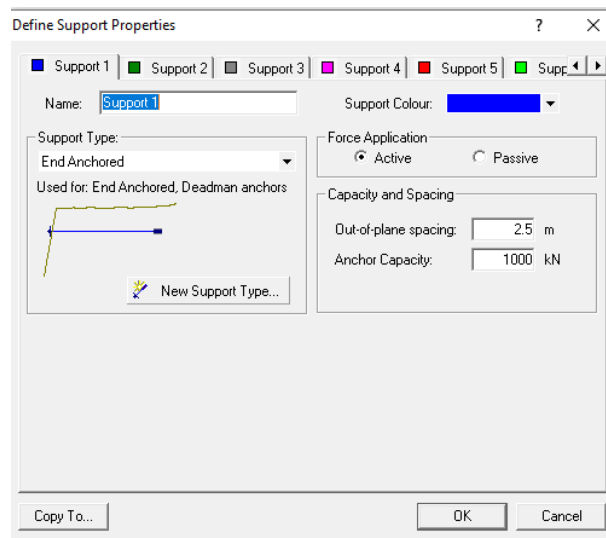 Define Support Properties ? ×
Support 1 Support 2 Support 3 Support 4 Support 5
Name: Support 1 Support Colour:
Support Type: Force Application
End Anchored Active Passive
Used for: End Anchored, Deadman anchors
Capacity and Spacing
Out-of-plane spacing: 2.5 m
Anchor Capacity: 1000 kN
New Support Type...
Copy To... OK Cancel